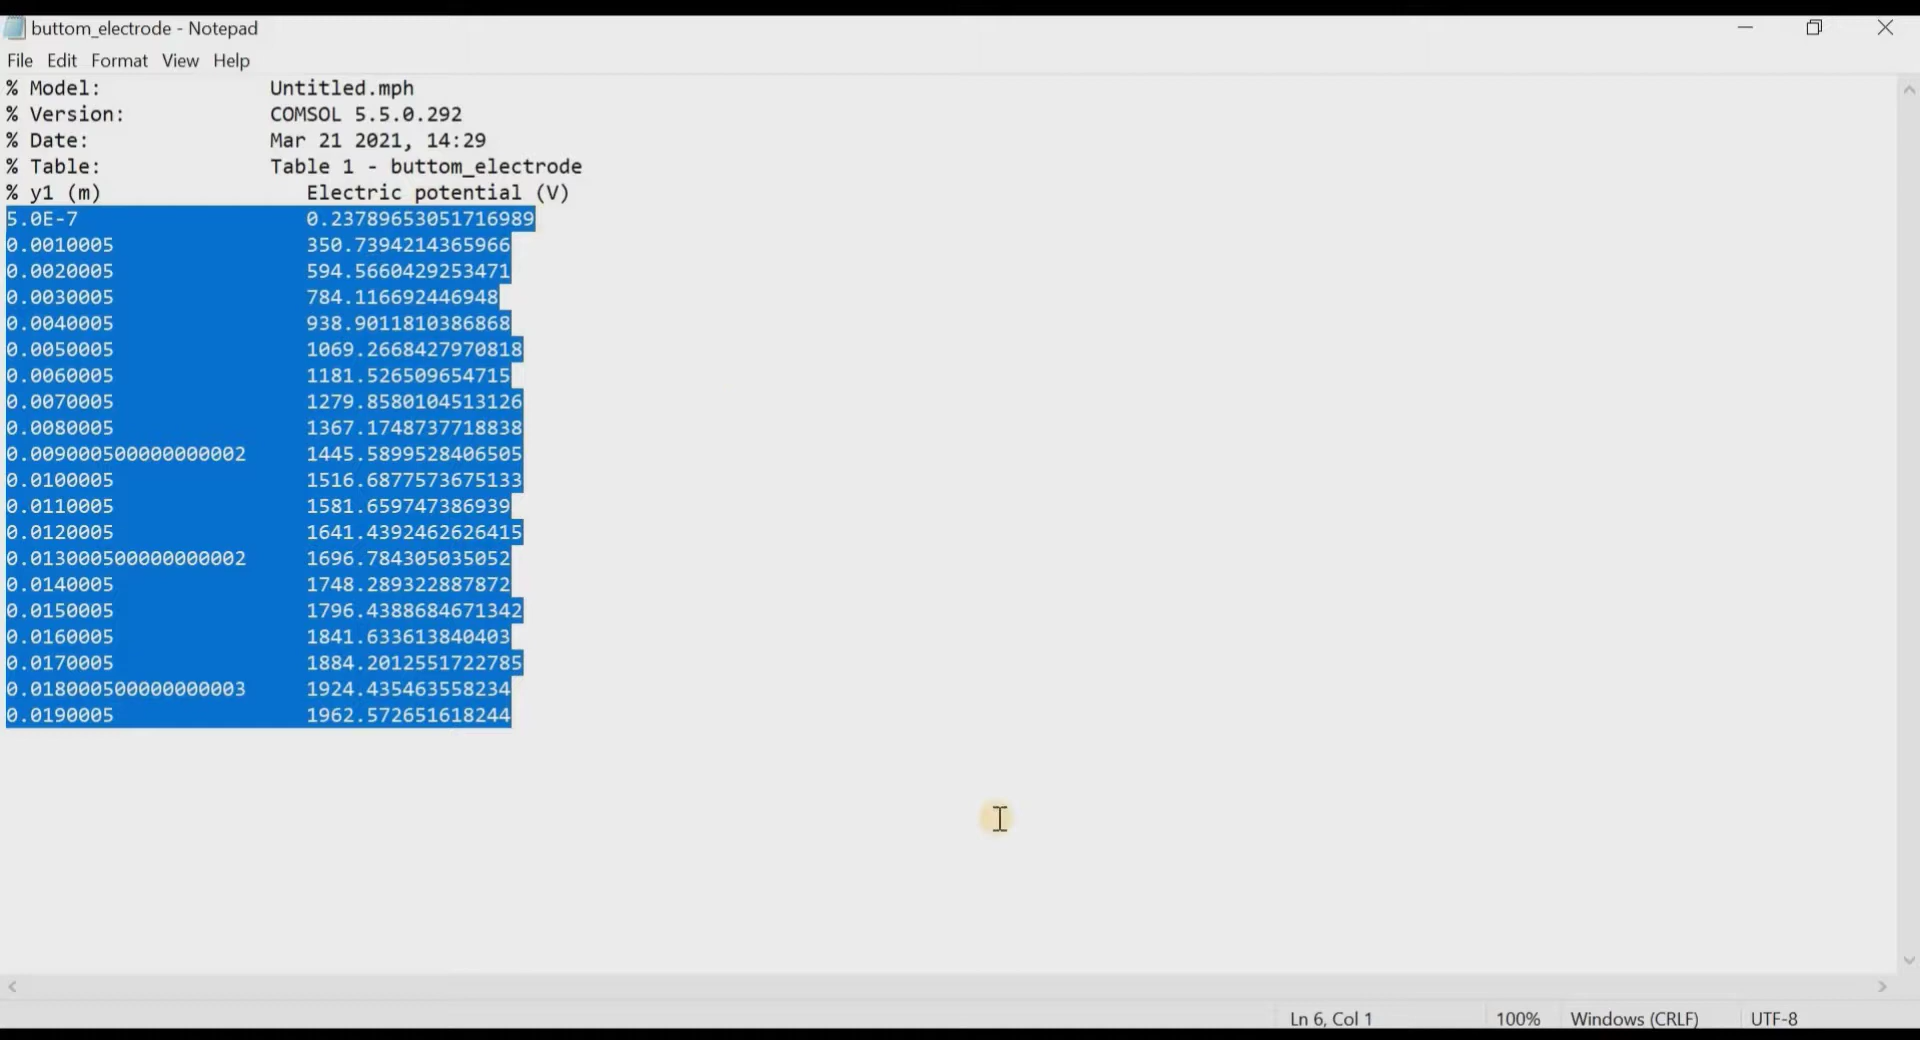 buttom_electrode - Notepad
File Edit Format View Help
% Model: Untitled.mph
% Version: COMSOL 5.5.0.292
% Date: Mar 21 2021, 14:29
% Table: Table 1 - buttom_electrode
% y1 (m) Electric potential (V)
5.0E-7 0.23789653051716989
0.0010005 350.7394214365966
0.0020005 594.5660429253471
0.0030005 784.116692446948
0.0040005 938.9011810386868
0.0050005 1069.2668427970818
0.0060005 1181.526509654715
0.0070005 1279.8580104513126
0.0080005 1367.1748737718838
0.009000500000000002 1445.5899528406505
0.0100005 1516.6877573675133
0.0110005 1581.659747386939
0.0120005 1641.4392462626415
0.013000500000000002 1696.784305035052
0.0140005 1748.289322887872
0.0150005 1796.4388684671342
0.0160005 1841.633613840403
0.0170005 1884.2012551722785
0.018000500000000003 1924.435463558234
0.0190005 1962.572651618244
Ln 6, Col 1 100% Windows (CRLF) UTF-8